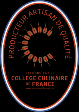 PRODUCTEUR ARTISAN DE QUALITÉ
COLLÈGE CULINAIRE
DE FRANCE